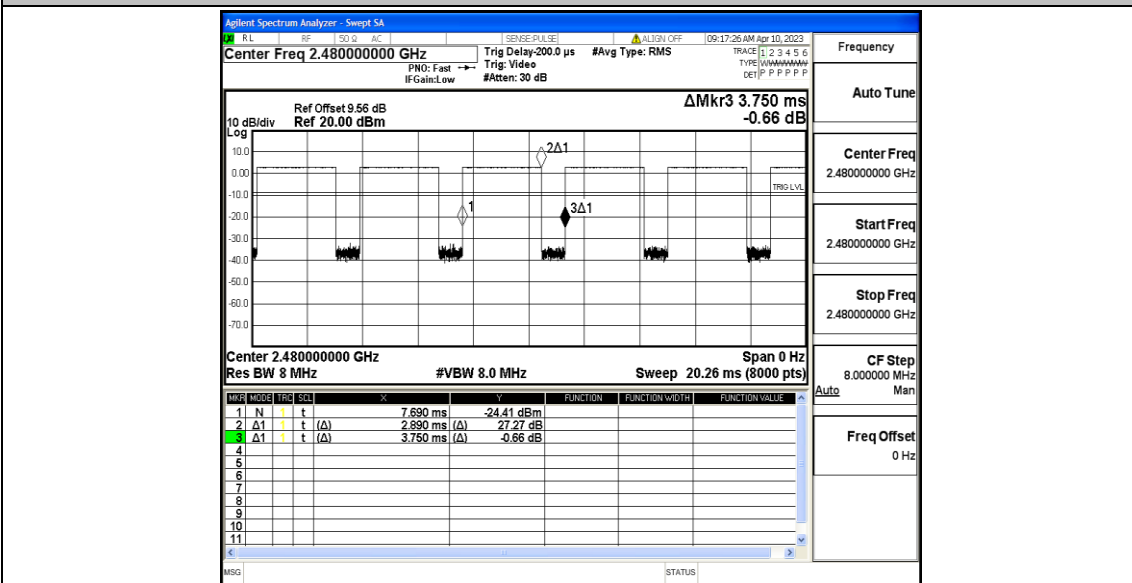 Agilent Spectrum Analyzer - Swept SA
RL RF 50 Ω AC SENSE:PULSE ALIGN OFF 09:17:26 AM Apr 10, 2023
Center Freq 2.480000000 GHz
PNO: Fast
IFGain:Low
Trig Delay-200.0 µs
Trig: Video
#Atten: 30 dB
#Avg Type: RMS
TRACE 1 2 3 4 5 6
TYPE
DET P P P P P P
ΔMkr3 3.750 ms
-0.66 dB
Ref Offset 9.56 dB
10 dB/div Ref 20.00 dBm
Log
10.0
0.00
-10.0
-20.0
-30.0
-40.0
-50.0
-60.0
-70.0
2Δ1
TRIG LVL
1
3Δ1
Center 2.480000000 GHz Span 0 Hz
Res BW 8 MHz #VBW 8.0 MHz Sweep 20.26 ms (8000 pts)
MKR MODE TRC SCL X Y FUNCTION FUNCTION WIDTH FUNCTION VALUE
1 N 1 t 7.690 ms -24.41 dBm
2 Δ1 1 t (Δ) 2.890 ms (Δ) 27.27 dB
3 Δ1 1 t (Δ) 3.750 ms (Δ) -0.66 dB
4
5
6
7
8
9
10
11
MSG STATUS
Frequency
Auto Tune
Center Freq
2.480000000 GHz
Start Freq
2.480000000 GHz
Stop Freq
2.480000000 GHz
CF Step
8.000000 MHz
Auto Man
Freq Offset
0 Hz